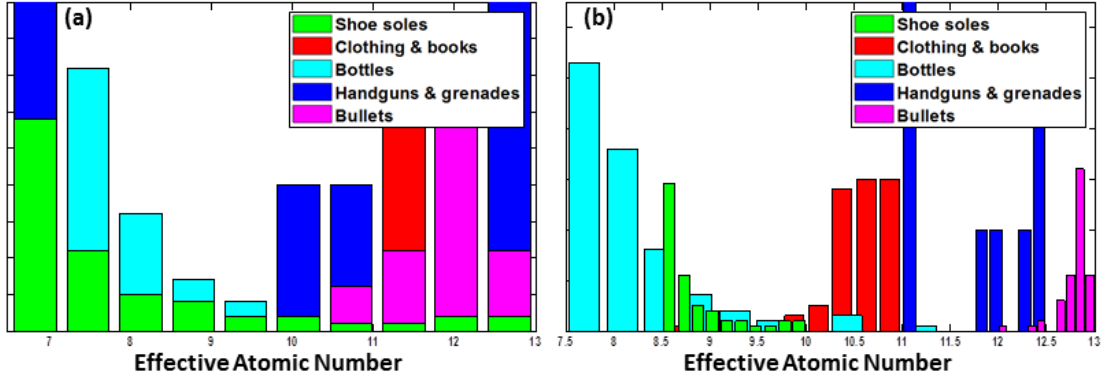 (a)
Shoe soles
Clothing & books
Bottles
Handguns & grenades
Bullets
7 8 9 10 11 12 13
Effective Atomic Number
(b)
Shoe soles
Clothing & books
Bottles
Handguns & grenades
Bullets
7.5 8 8.5 9 9.5 10 10.5 11 11.5 12 12.5 13
Effective Atomic Number